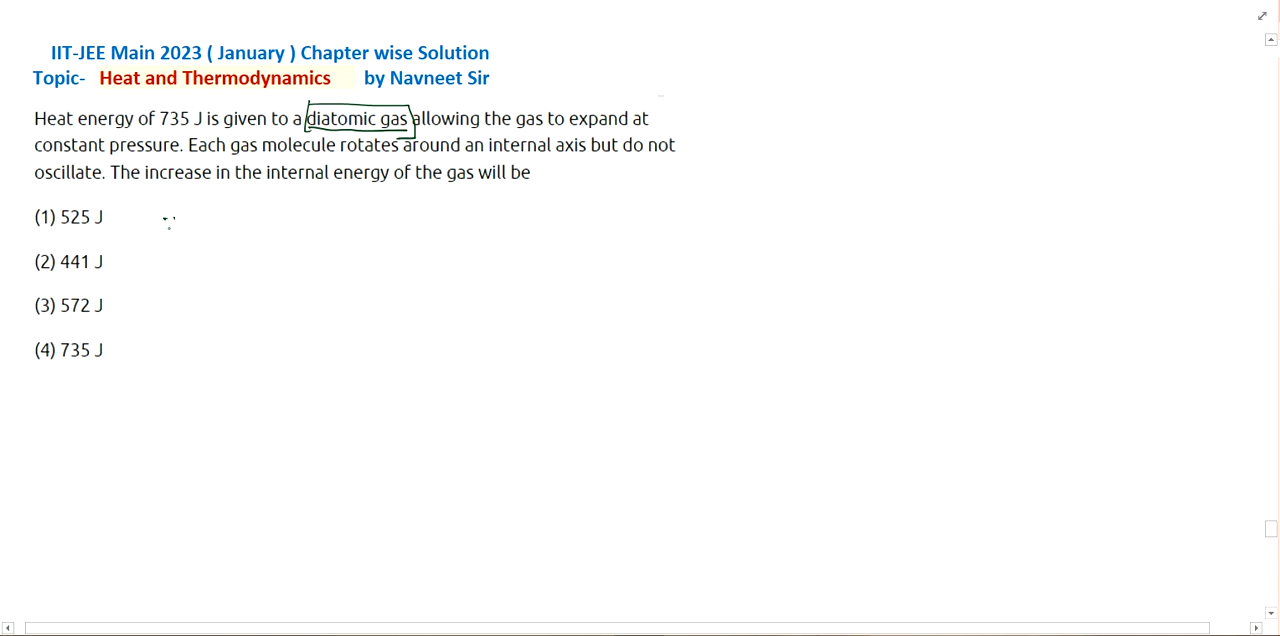 IIT-JEE Main 2023 ( January ) Chapter wise Solution
Topic- Heat and Thermodynamics by Navneet Sir
Heat energy of 735 J is given to a diatomic gas allowing the gas to expand at
constant pressure. Each gas molecule rotates around an internal axis but do not
oscillate. The increase in the internal energy of the gas will be
(1) 525 J
(2) 441 J
(3) 572 J
(4) 735 J